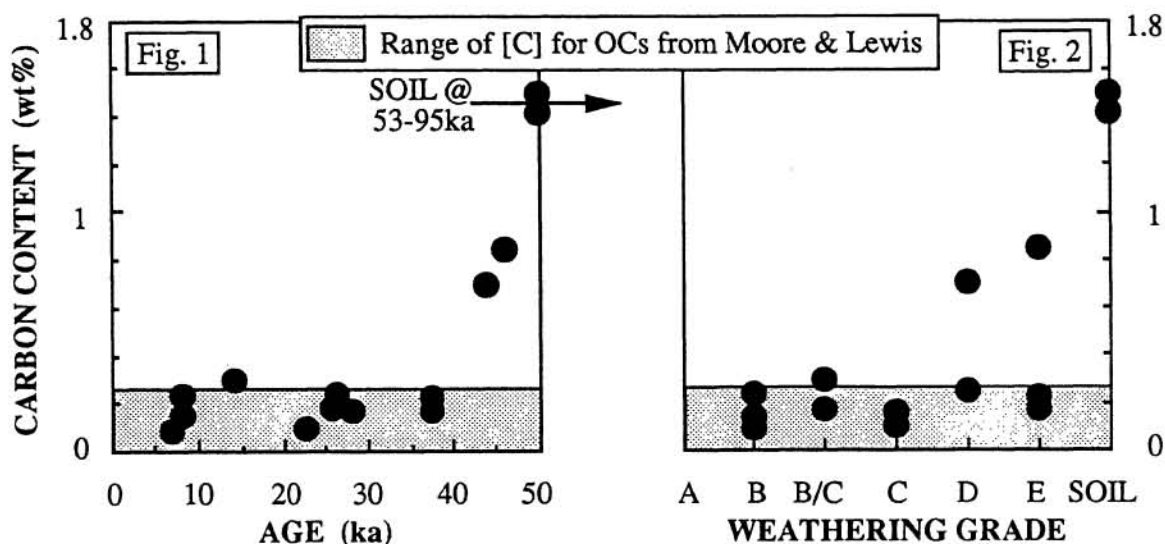 1.8
Fig. 1
Range of [C] for OCs from Moore & Lewis
Fig. 2
1.8
SOIL @
53-95ka
CARBON CONTENT (wt%)
1
1
0
0
0 10 20 30 40 50
AGE (ka)
A B B/C C D E SOIL
WEATHERING GRADE